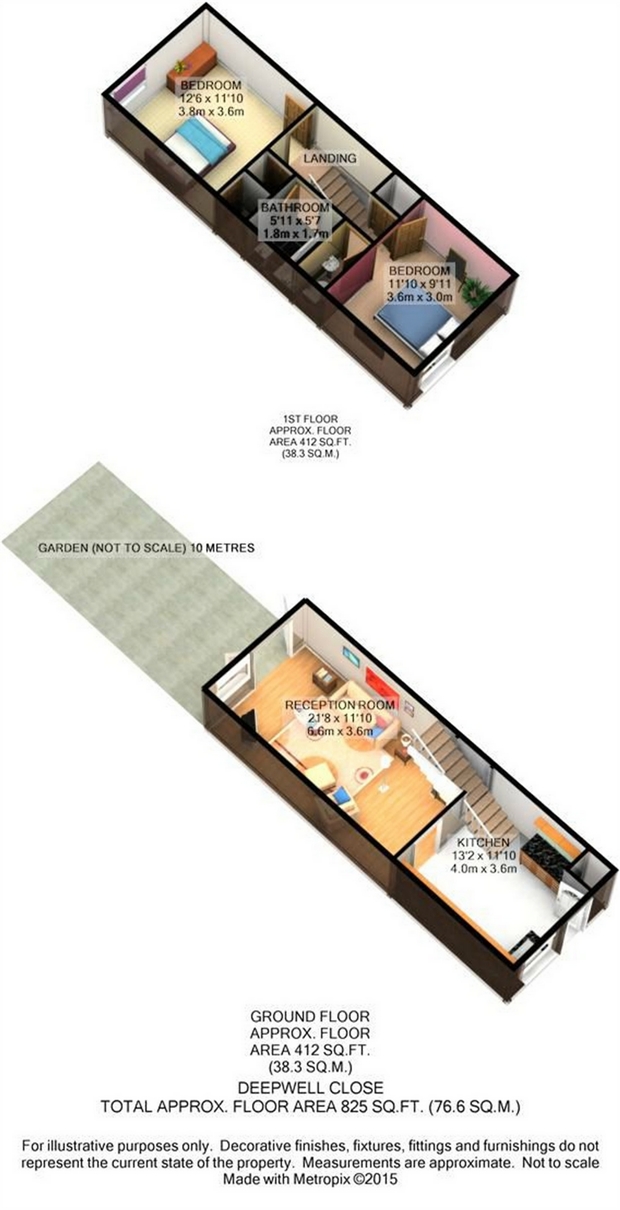 BEDROOM
12'6 x 11'10
3.8m x 3.6m
LANDING
BATHROOM
5'11 x 5'7
1.8m x 1.7m
BEDROOM
11'10 x 9'11
3.6m x 3.0m
1ST FLOOR
APPROX. FLOOR
AREA 412 SQ.FT.
(38.3 SQ.M.)
GARDEN (NOT TO SCALE) 10 METRES
RECEPTION ROOM
21'8 x 11'10
6.6m x 3.6m
KITCHEN
13'2 x 11'10
4.0m x 3.6m
GROUND FLOOR
APPROX. FLOOR
AREA 412 SQ.FT.
(38.3 SQ.M.)
DEEPWELL CLOSE
TOTAL APPROX. FLOOR AREA 825 SQ.FT. (76.6 SQ.M.)
For illustrative purposes only. Decorative finishes, fixtures, fittings and furnishings do not
represent the current state of the property. Measurements are approximate. Not to scale
Made with Metropix ©2015